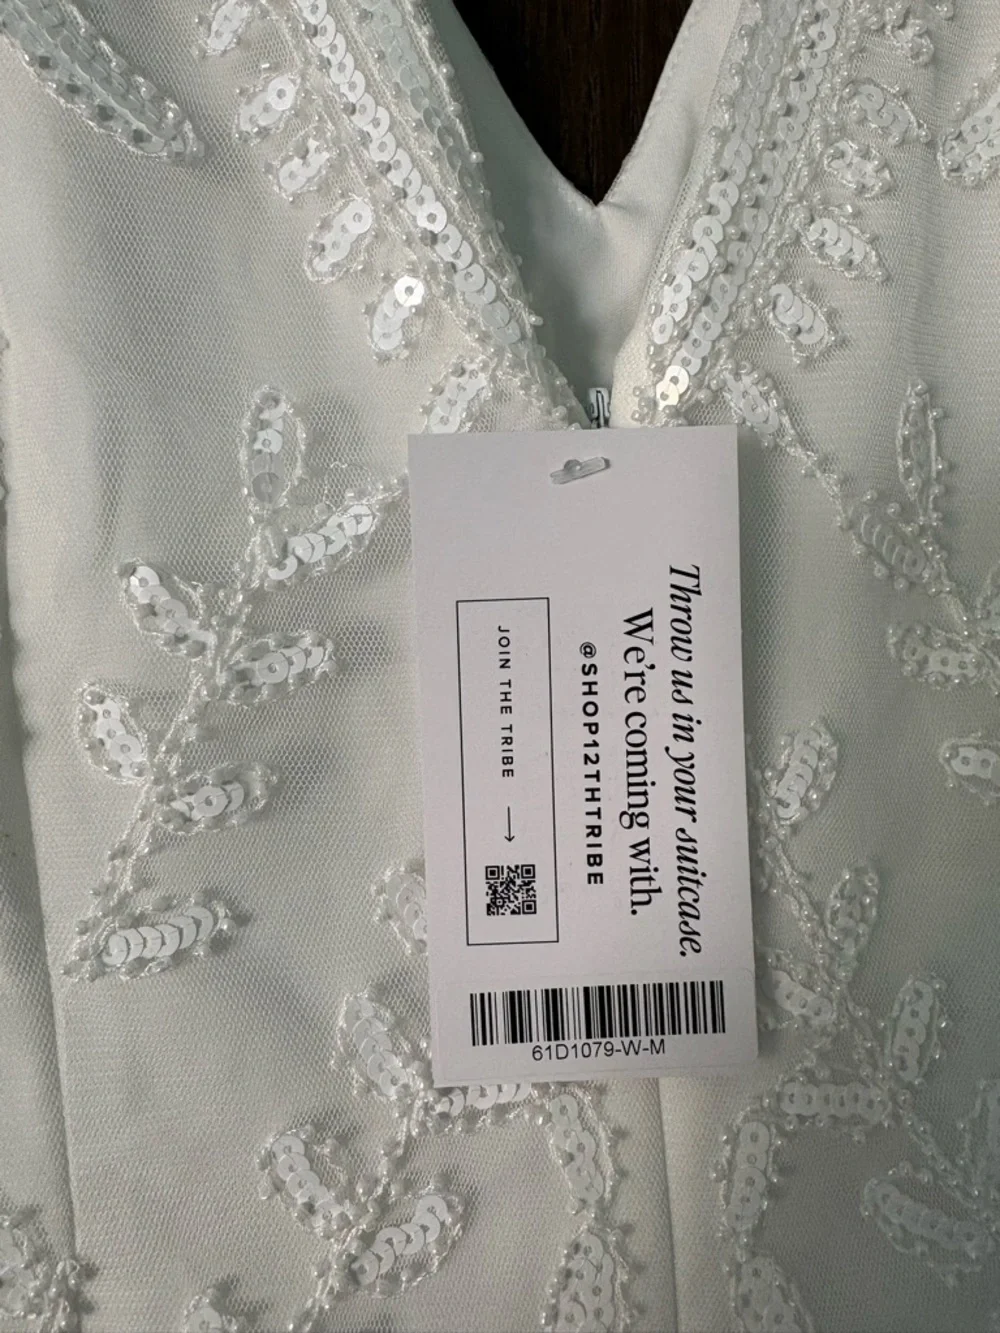 Throw us in your suitcase.
We're coming with.
@SHOP12THTRIBE
JOIN THE TRIBE →
61D1079-W-M